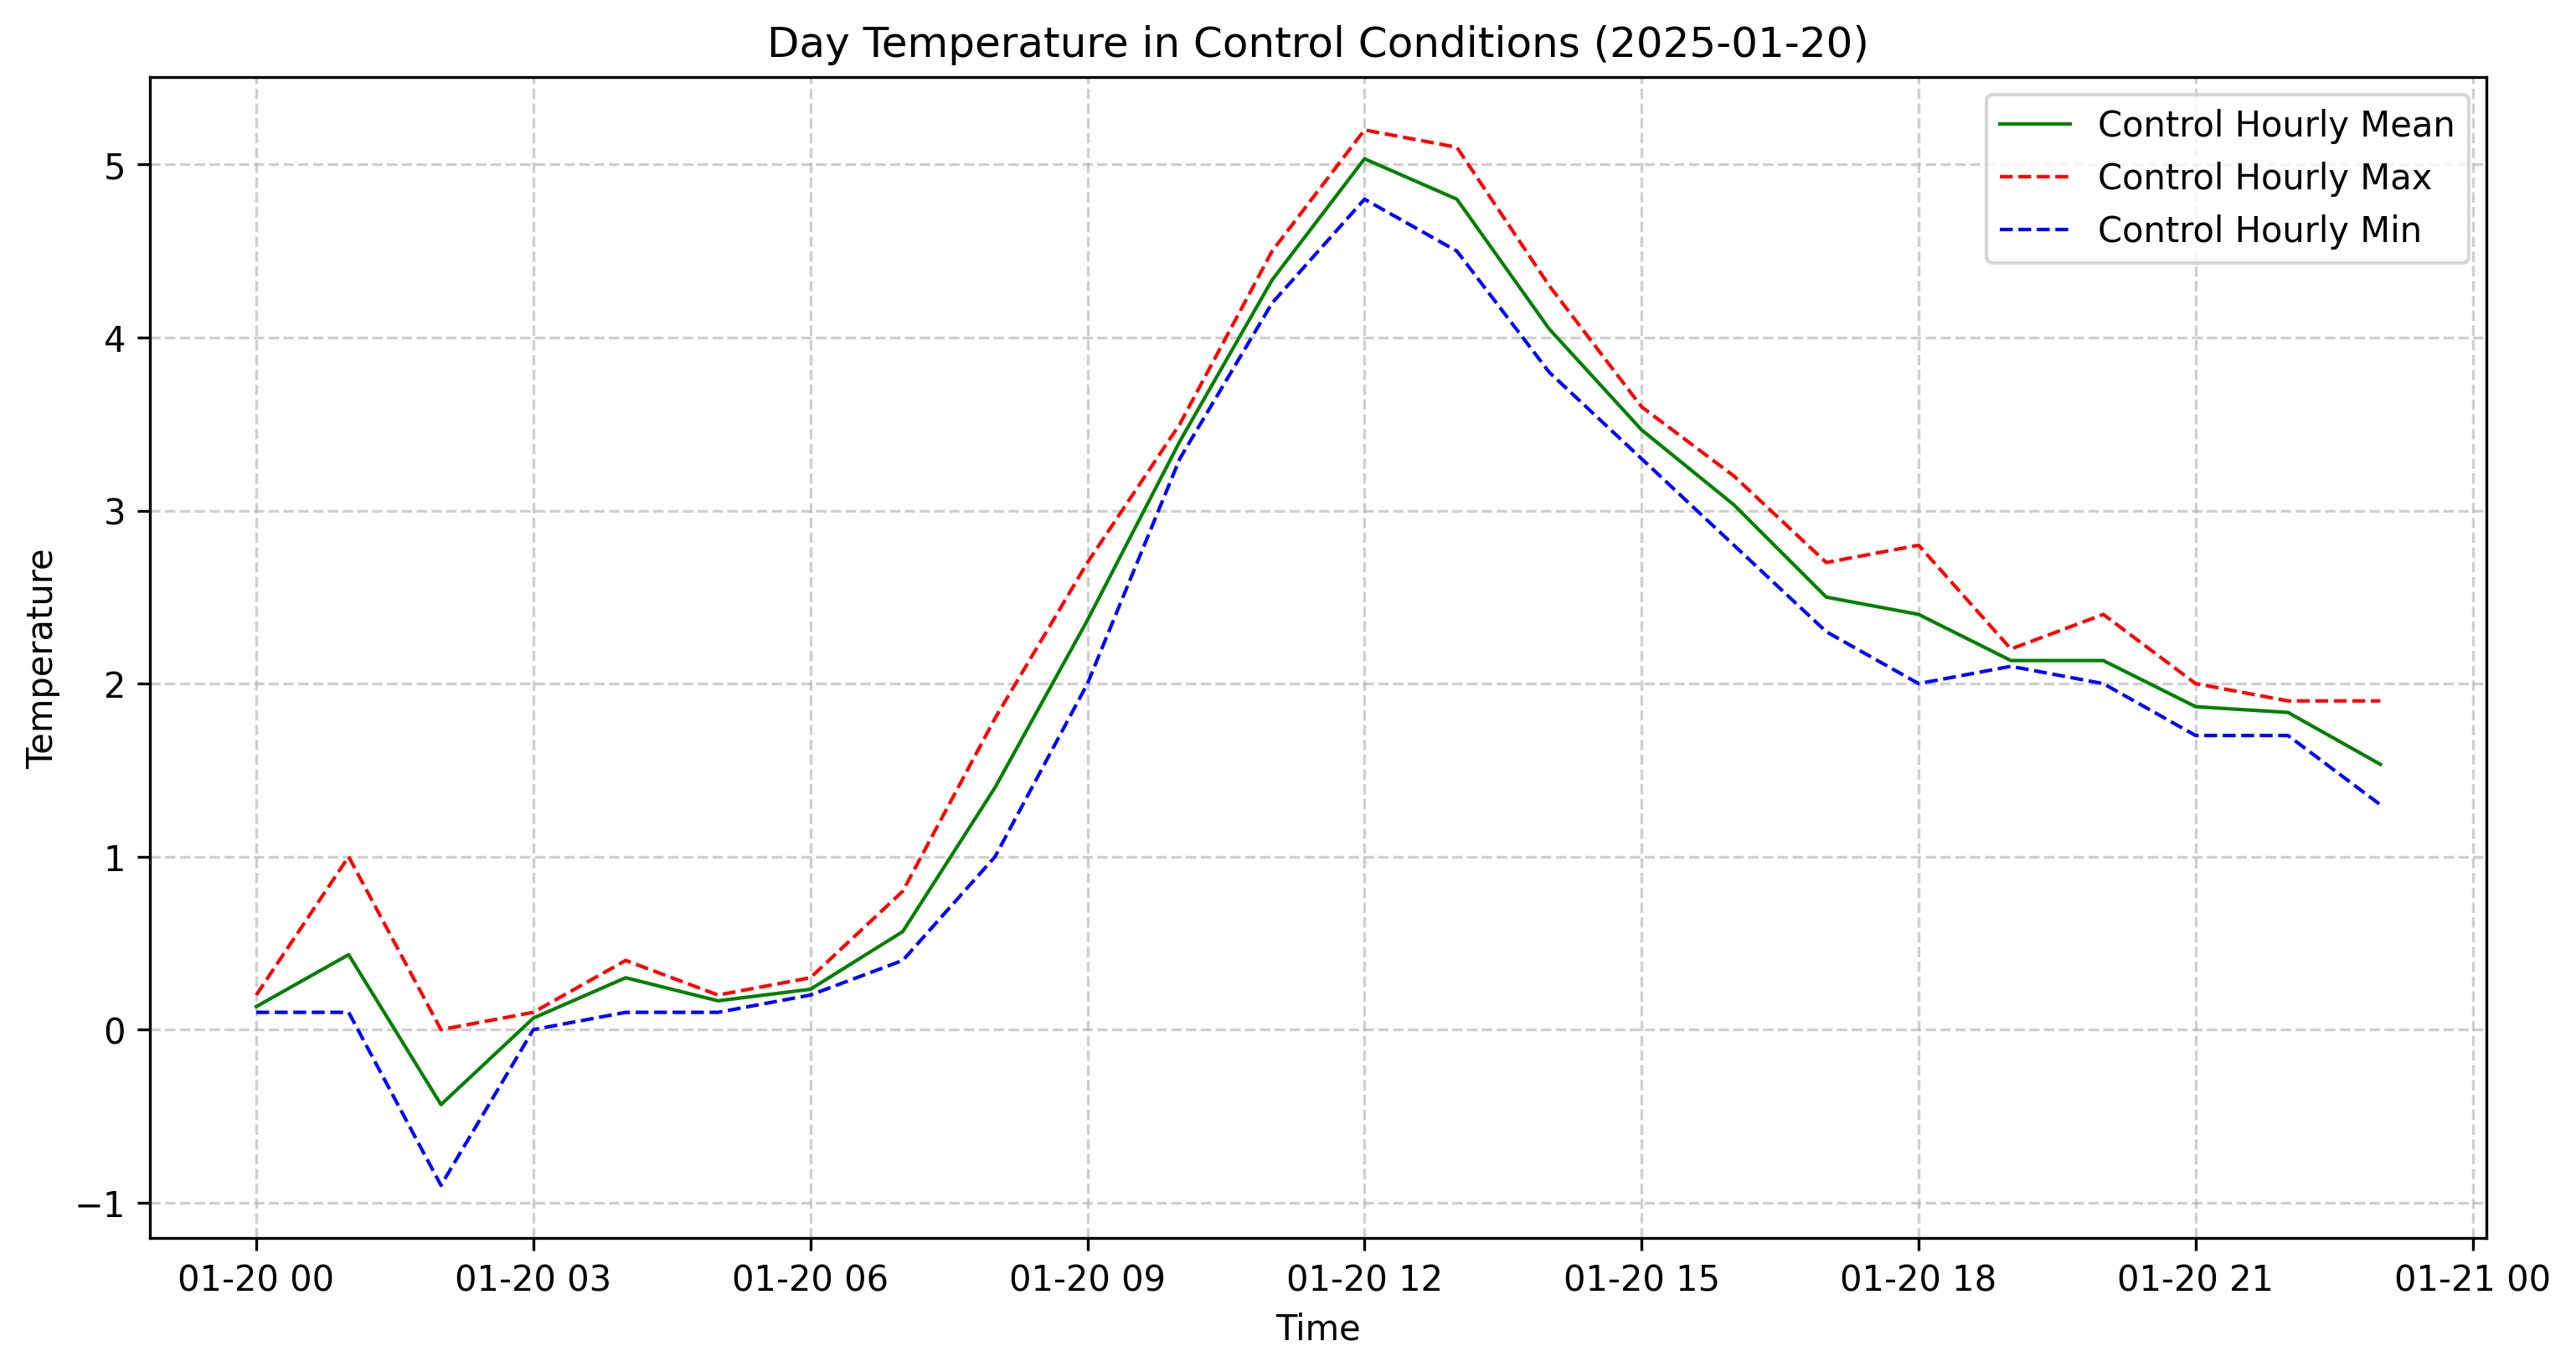 Day Temperature in Control Conditions (2025-01-20)
Control Hourly Mean
Control Hourly Max
Control Hourly Min
Temperature
5
4
3
2
1
0
−1
01-20 00 01-20 03 01-20 06 01-20 09 01-20 12 01-20 15 01-20 18 01-20 21 01-21 00
Time